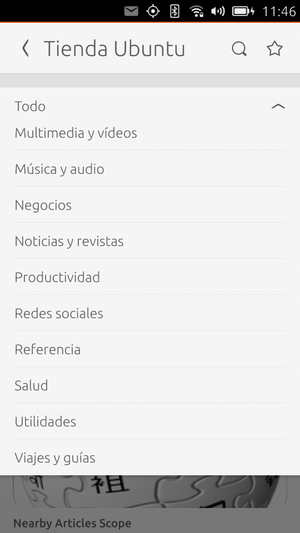 11:46
Tienda Ubuntu
Todo
Multimedia y vídeos
Música y audio
Negocios
Noticias y revistas
Productividad
Redes sociales
Referencia
Salud
Utilidades
Viajes y guías
祖
Nearby Articles Scope